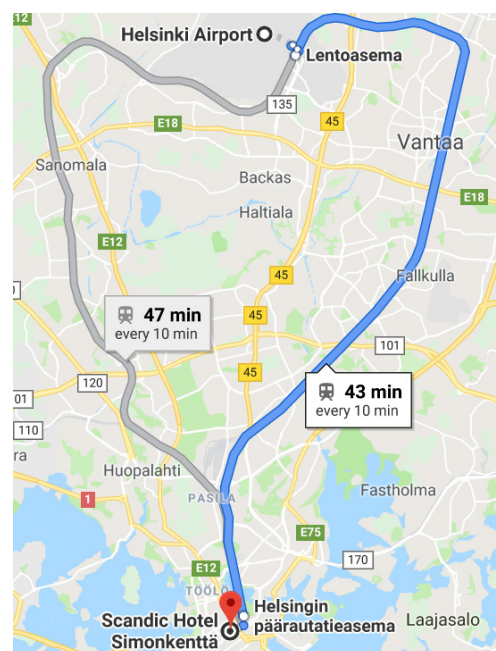 E12
Helsinki Airport
Lentoasema
135
45
E18
Vantaa
Sanomala
Backas
E18
Haltiala
E12
45
Fallkulla
47 min
every 10 min
45
101
120
45
43 min
every 10 min
01
110
ra
Huopalahti
Fastholma
PASILA
1
E75
170
E12
TÖÖLÖ
Helsingin
päärautatieasema
Scandic Hotel
Simonkenttä
Laajasalo